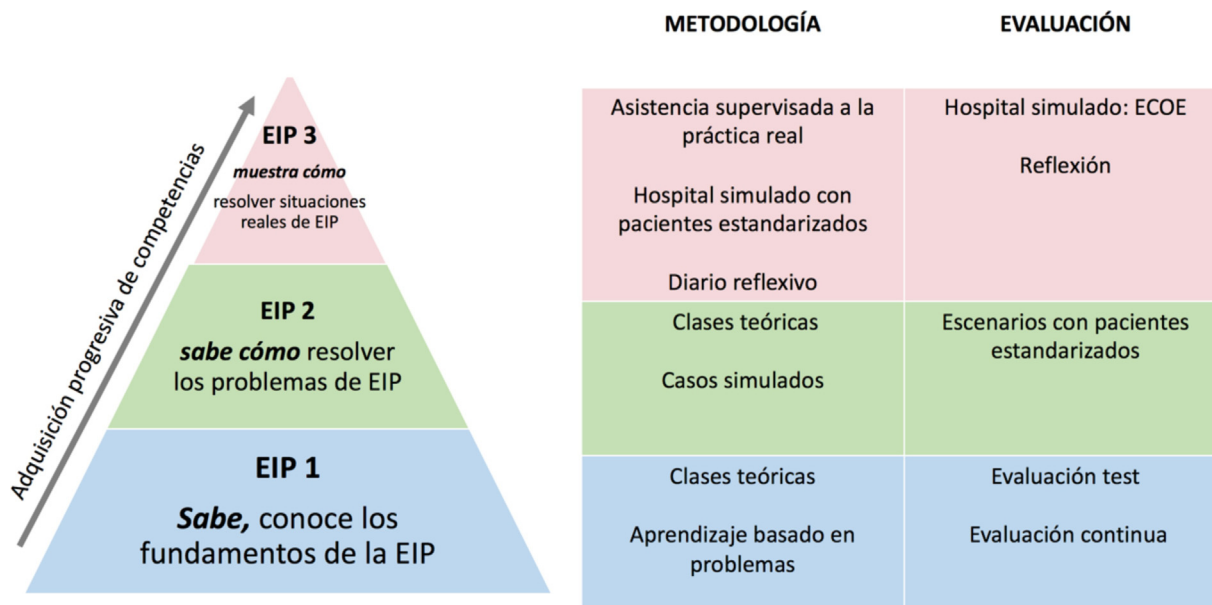 METODOLOGÍA
EVALUACIÓN
Adquisición progresiva de competencias
EIP 3
muestra cómo
resolver situaciones
reales de EIP
Asistencia supervisada a la
práctica real
Hospital simulado con
pacientes estandarizados
Diario reflexivo
Hospital simulado: ECOE
Reflexión
EIP 2
sabe cómo resolver
los problemas de EIP
Clases teóricas
Casos simulados
Escenarios con pacientes
estandarizados
EIP 1
Sabe, conoce los
fundamentos de la EIP
Clases teóricas
Aprendizaje basado en
problemas
Evaluación test
Evaluación continua